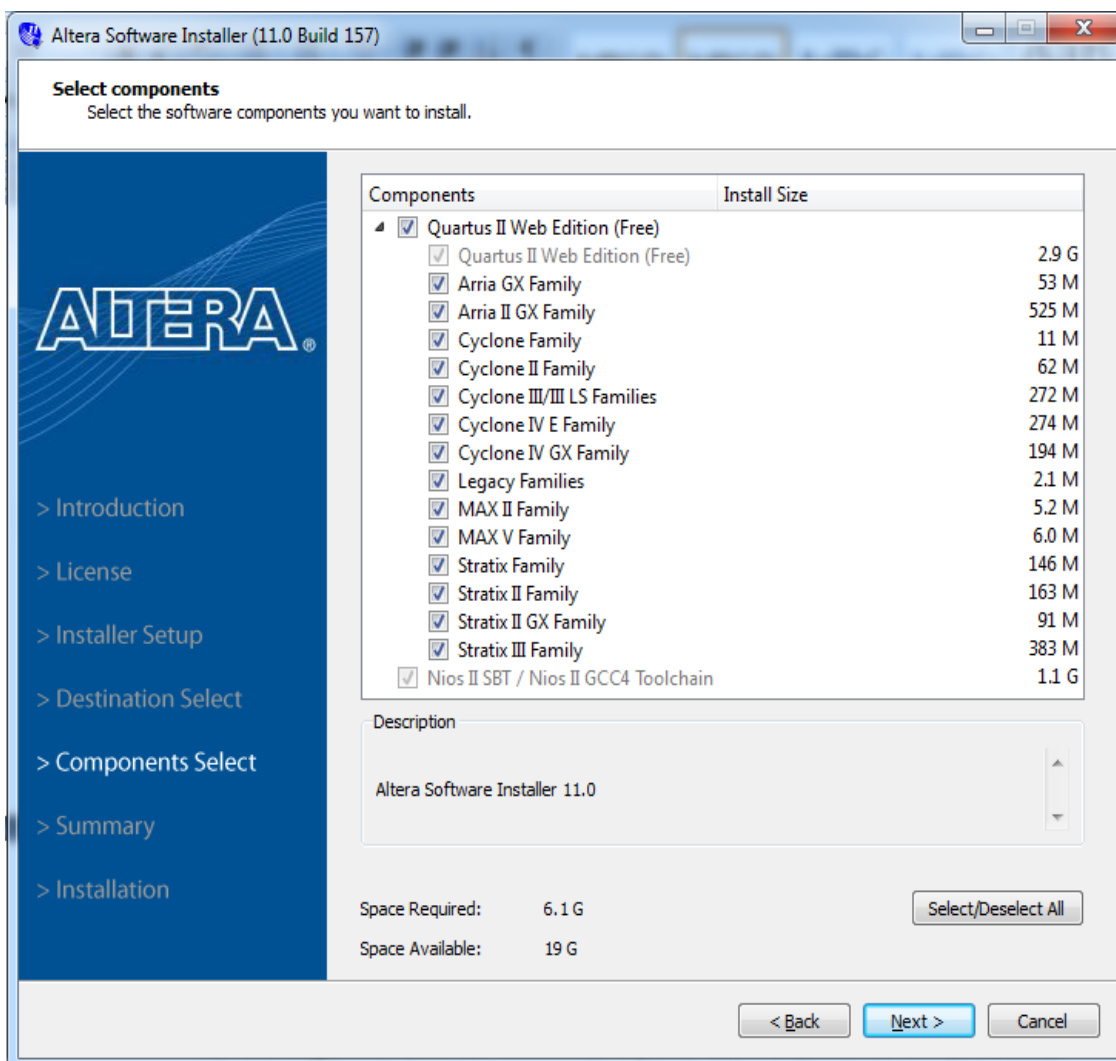 Altera Software Installer (11.0 Build 157)
Select components
Select the software components you want to install.
ALTERA®
> Introduction
> License
> Installer Setup
> Destination Select
> Components Select
> Summary
> Installation
Components Install Size
Quartus II Web Edition (Free)
Quartus II Web Edition (Free) 2.9 G
Arria GX Family 53 M
Arria II GX Family 525 M
Cyclone Family 11 M
Cyclone II Family 62 M
Cyclone III/III LS Families 272 M
Cyclone IV E Family 274 M
Cyclone IV GX Family 194 M
Legacy Families 2.1 M
MAX II Family 5.2 M
MAX V Family 6.0 M
Stratix Family 146 M
Stratix II Family 163 M
Stratix II GX Family 91 M
Stratix III Family 383 M
Nios II SBT / Nios II GCC4 Toolchain 1.1 G
Description
Altera Software Installer 11.0
Space Required: 6.1 G
Select/Deselect All
Space Available: 19 G
< Back Next > Cancel